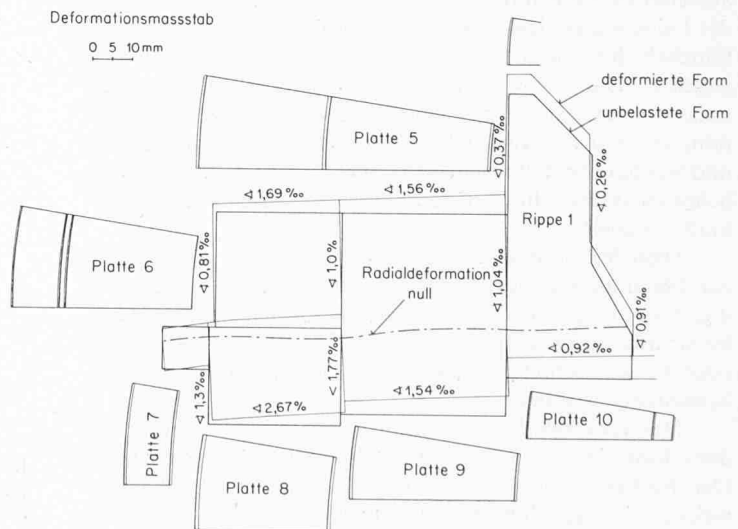 Deformationsmassstab
0 5 10mm
deformierte Form
unbelastete Form
Platte 5
∢ 0,37 ‰
∢ 0,26 ‰
∢ 1,69 ‰
∢ 1,56 ‰
Rippe 1
Platte 6
∢ 0,81 ‰
∢ 1,0 ‰
∢ 1,04 ‰
Radialdeformation
null
∢ 0,91 ‰
∢ 0,92 ‰
∢ 1,3 ‰
< 1,77 ‰
∢ 2,67 ‰
∢ 1,54 ‰
Platte 7
Platte 8
Platte 9
Platte 10